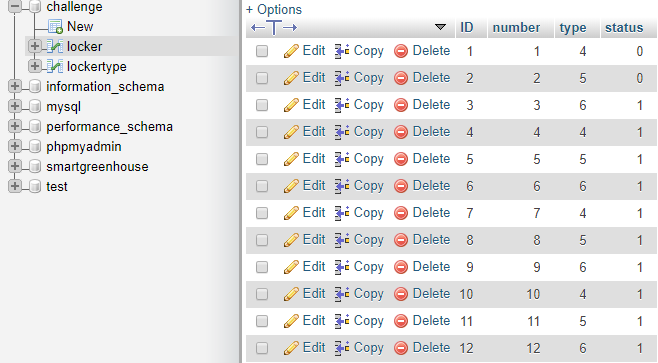 challenge
New
locker
lockertype
information_schema
mysql
performance_schema
phpmyadmin
smartgreenhouse
test
+ Options
←T→ ID number type status
Edit Copy Delete 1 1 4 0
Edit Copy Delete 2 2 5 0
Edit Copy Delete 3 3 6 1
Edit Copy Delete 4 4 4 1
Edit Copy Delete 5 5 5 1
Edit Copy Delete 6 6 6 1
Edit Copy Delete 7 7 4 1
Edit Copy Delete 8 8 5 1
Edit Copy Delete 9 9 6 1
Edit Copy Delete 10 10 4 1
Edit Copy Delete 11 11 5 1
Edit Copy Delete 12 12 6 1